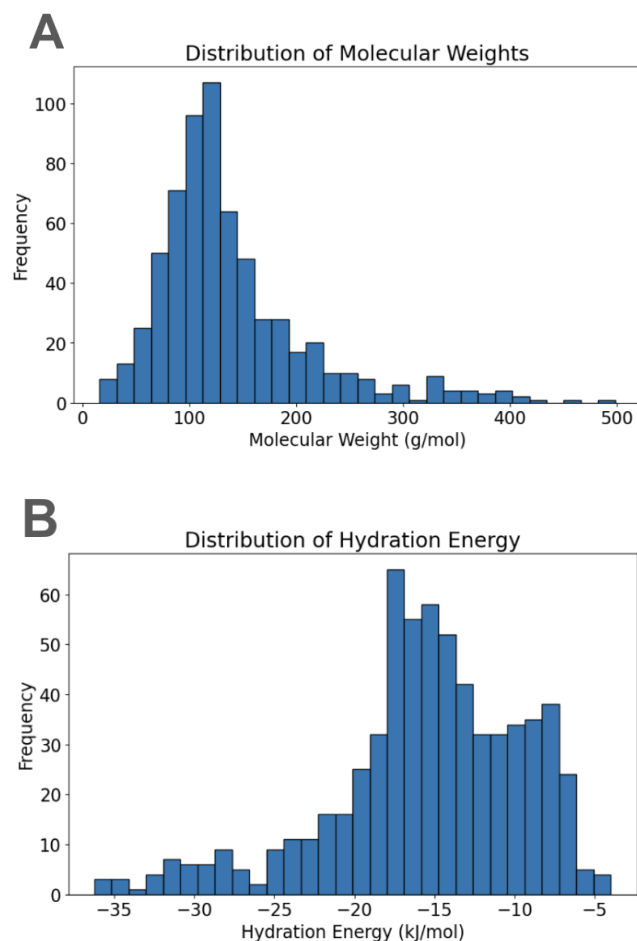 A
Distribution of Molecular Weights
100
80
60
40
20
0
Frequency
0 100 200 300 400 500
Molecular Weight (g/mol)
B
Distribution of Hydration Energy
60
50
40
30
20
10
0
Frequency
−35 −30 −25 −20 −15 −10 −5
Hydration Energy (kJ/mol)